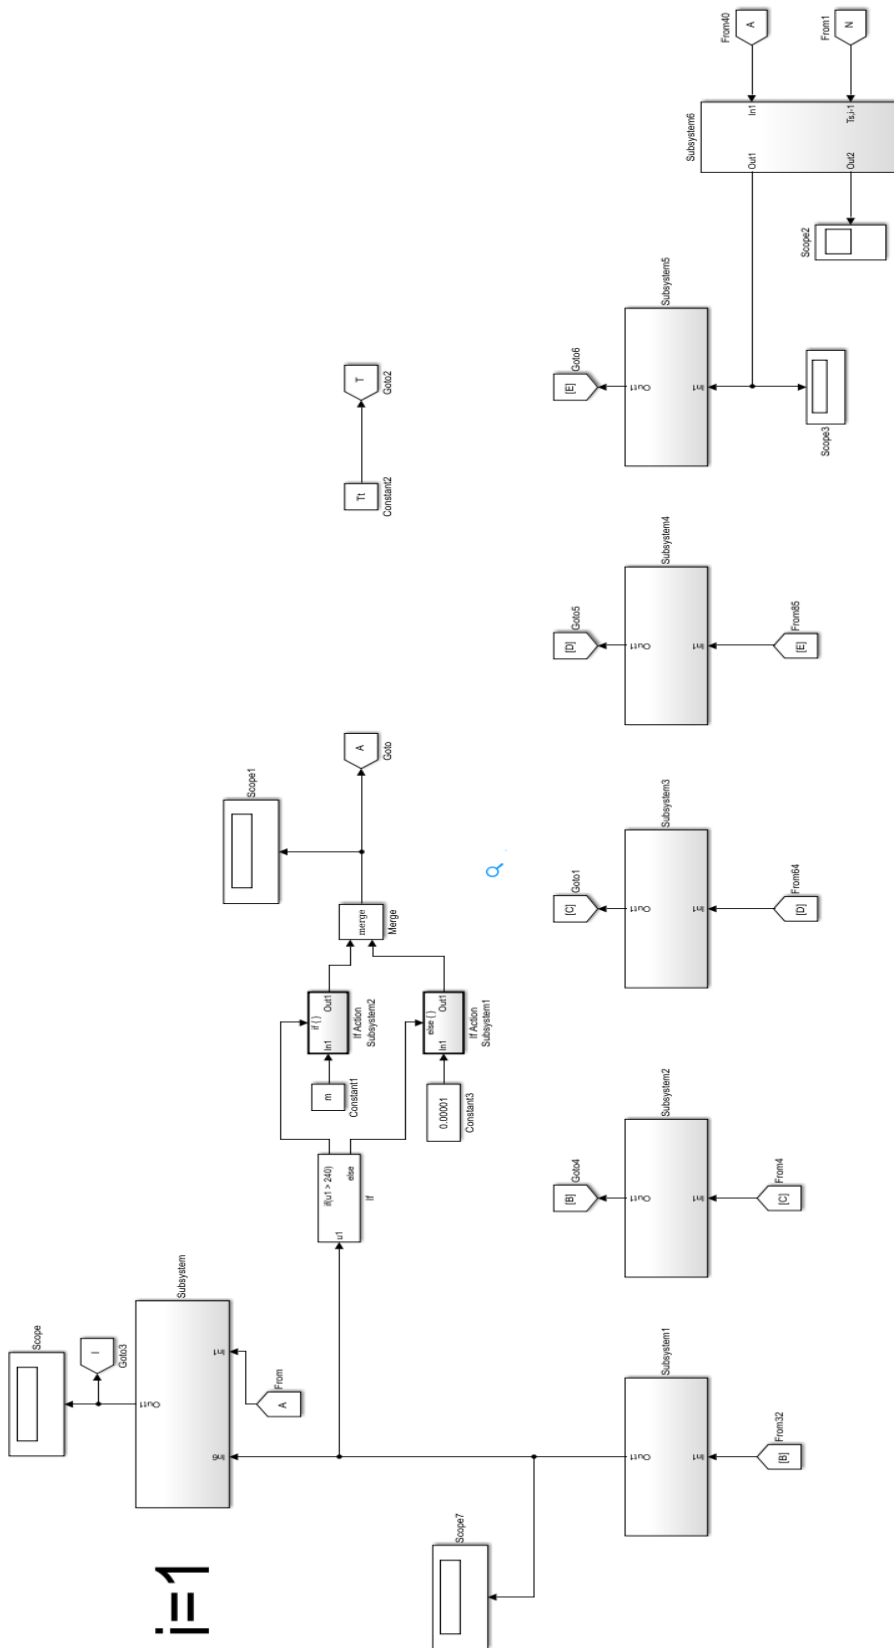 i=1
Scope
I
Goto3
Subsystem
Out1
In6
In1
A
From
Scope7
if(u1 > 240)
u1
else
If
m
Constant1
0.00001
Constant3
if { }
In1
Out1
If Action
Subsystem2
else { }
In1
Out1
If Action
Subsystem1
merge
Merge
Scope1
A
Goto
Tt
Constant2
T
Goto2
Subsystem1
Out1
In1
[B]
From32
[B]
Goto4
Subsystem2
Out1
In1
[C]
From4
[C]
Goto1
Subsystem3
Out1
In1
[D]
From64
[D]
Goto5
Subsystem4
Out1
In1
[E]
From85
[E]
Goto6
Subsystem5
Out1
In1
Scope3
Scope2
Subsystem6
Out1
Out2
In1
Ts,i-1
A
From40
N
From1